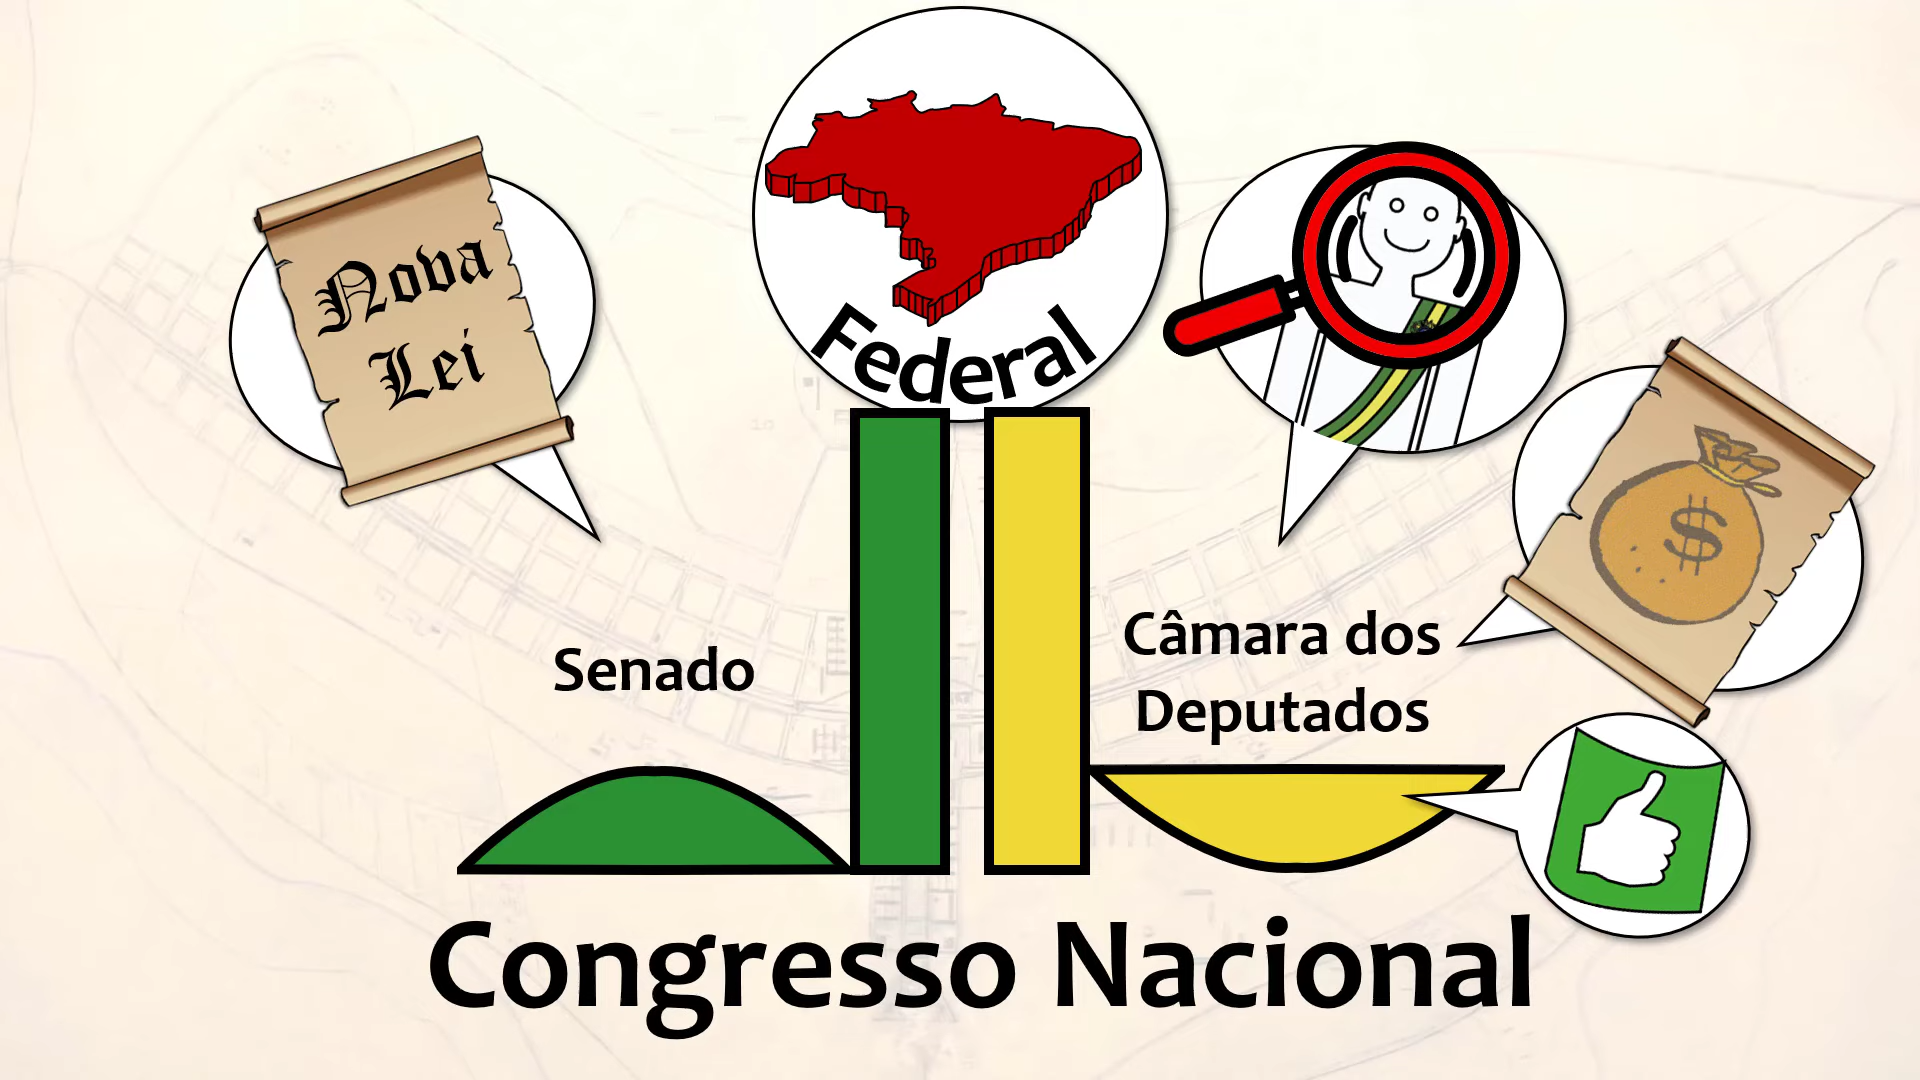 Federal
Nova
Lei
$
Senado
Câmara dos
Deputados
Congresso Nacional